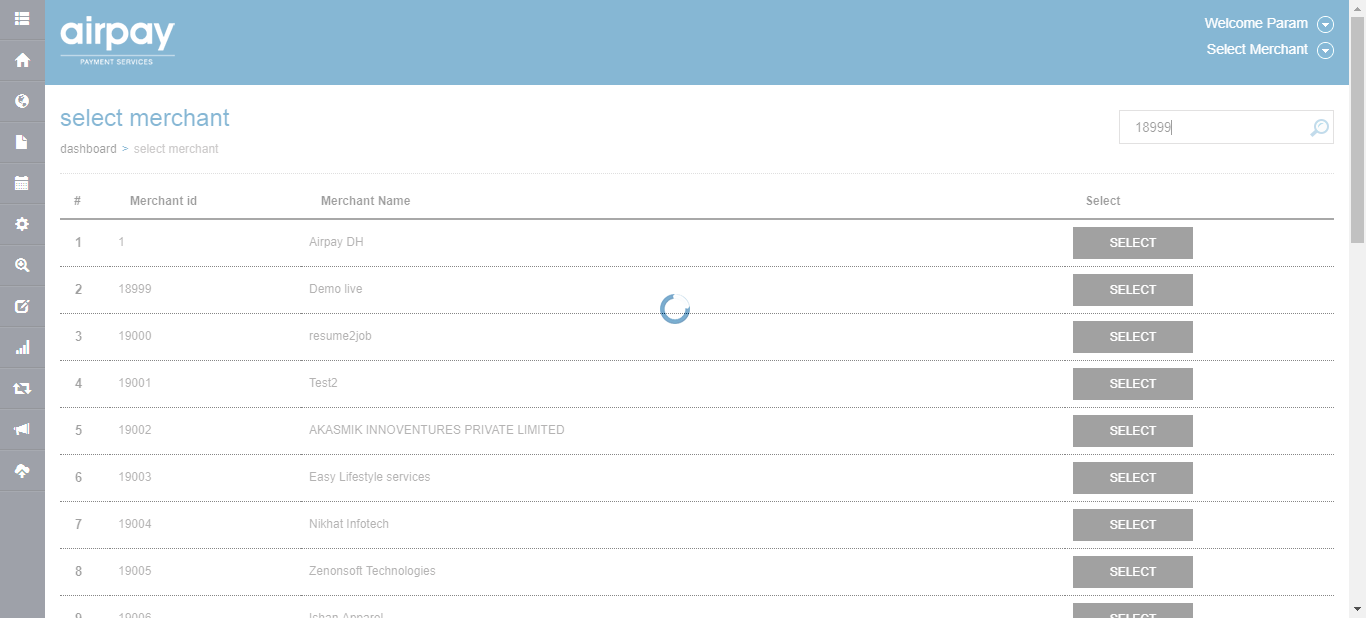 airpay
PAYMENT SERVICES
Welcome Param
Select Merchant
select merchant
dashboard > select merchant
18999
# Merchant id Merchant Name Select
1 1 Airpay DH SELECT
2 18999 Demo live SELECT
3 19000 resume2job SELECT
4 19001 Test2 SELECT
5 19002 AKASMIK INNOVENTURES PRIVATE LIMITED SELECT
6 19003 Easy Lifestyle services SELECT
7 19004 Nikhat Infotech SELECT
8 19005 Zenonsoft Technologies SELECT
9 19006 Ishan Apparel SELECT